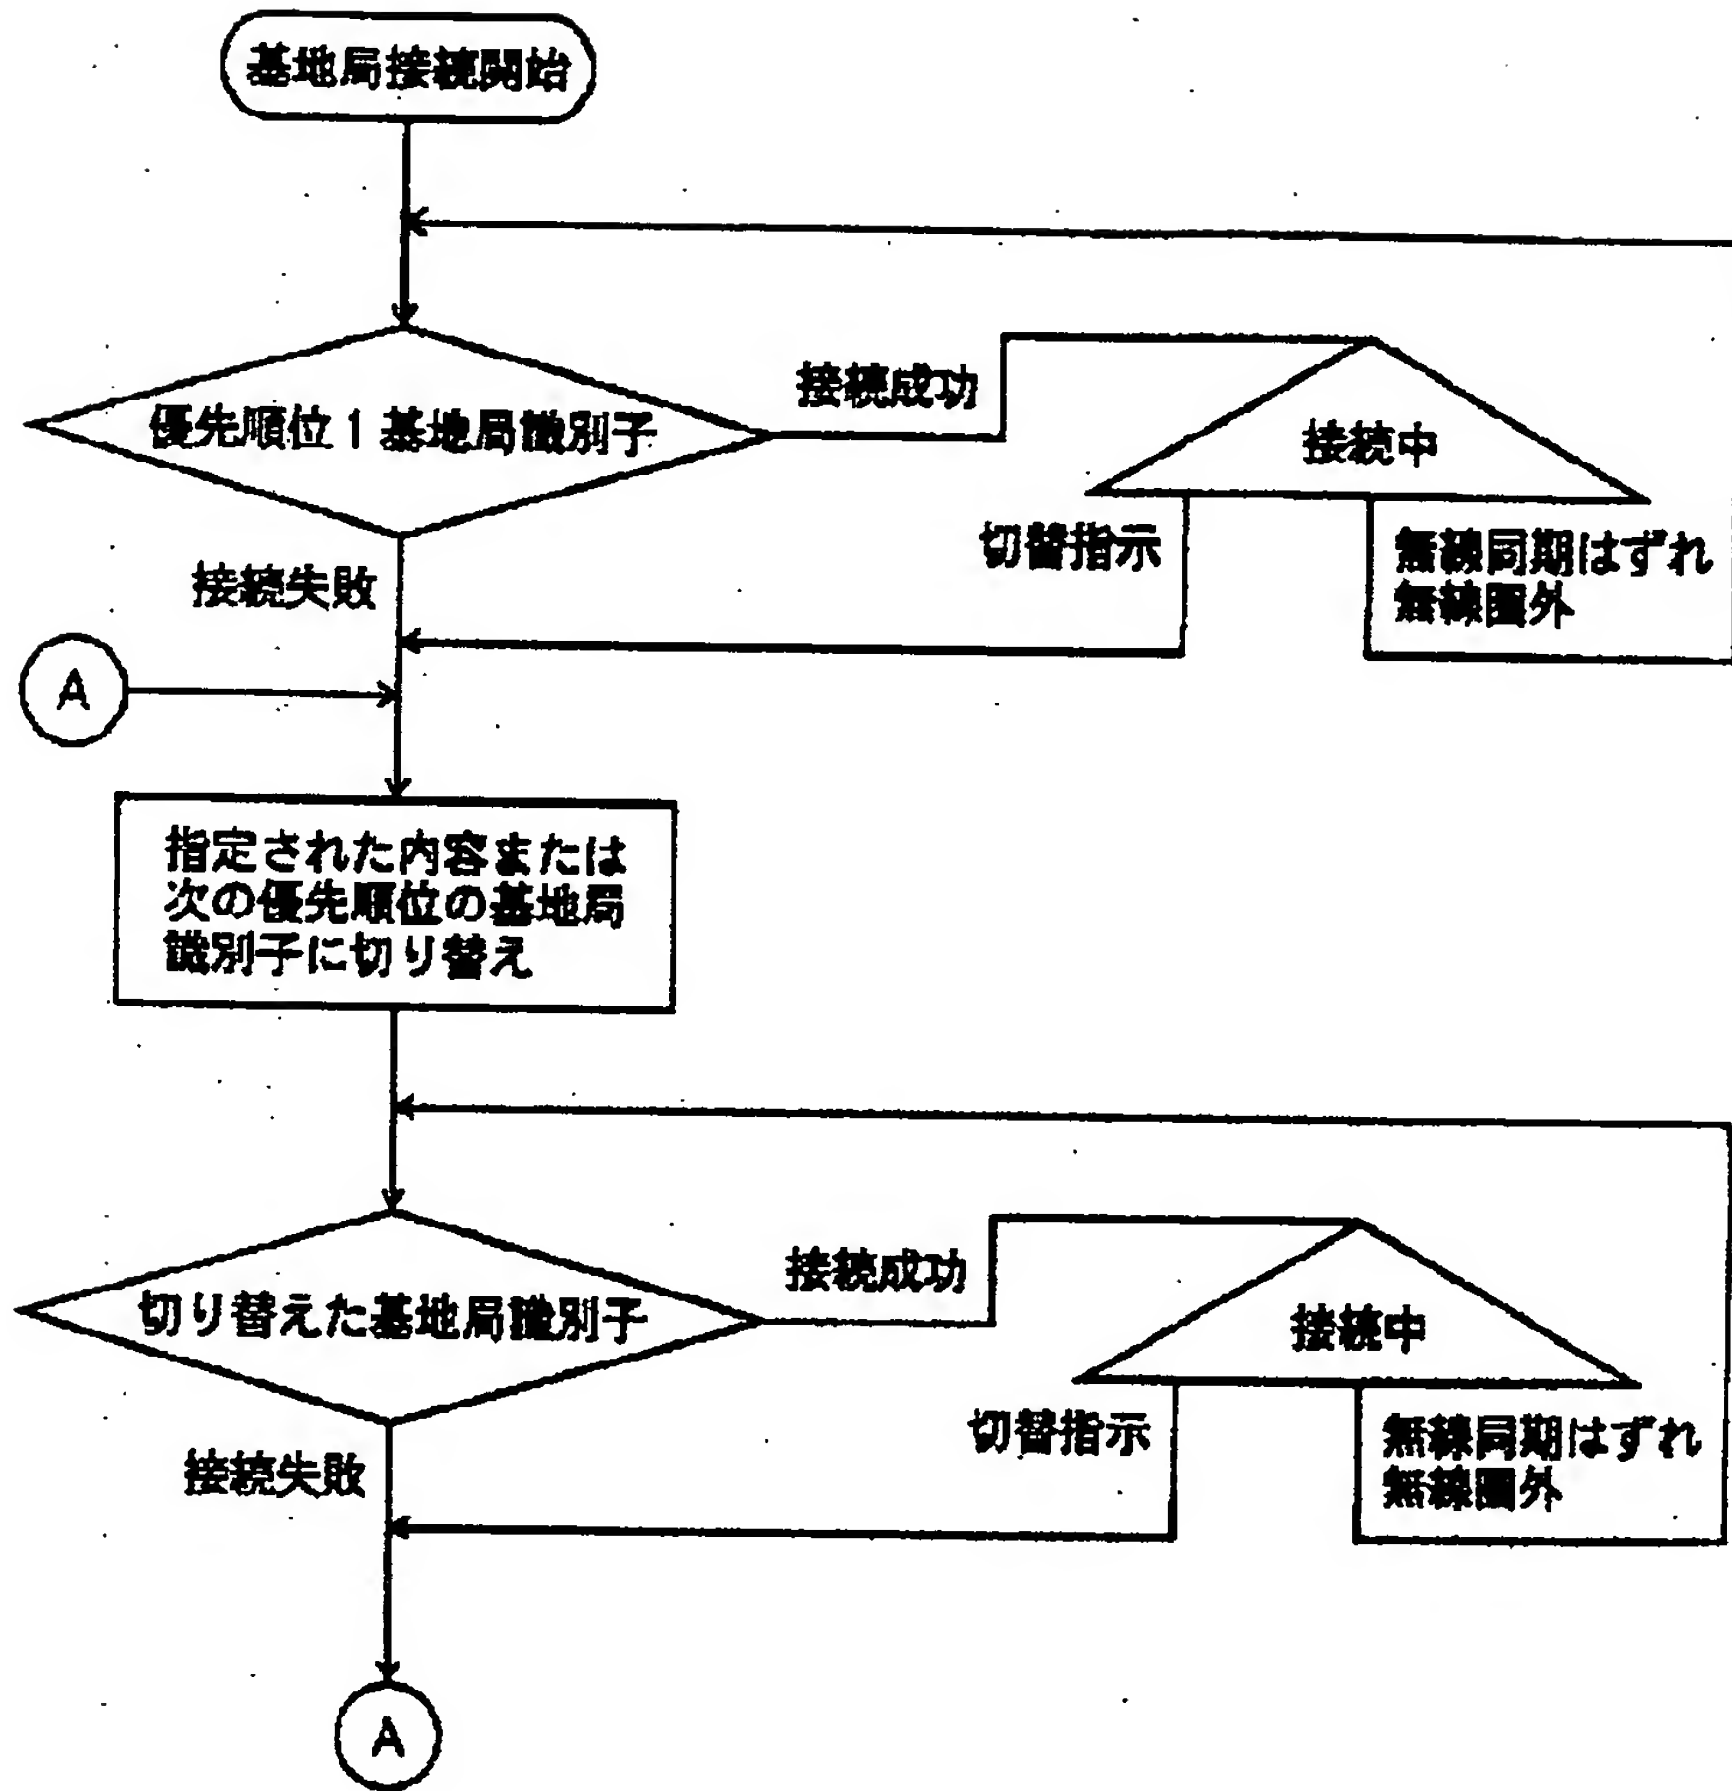 基地局接続開始
優先順位1基地局識別子
接続成功
接続中
切替指示
無線同期はずれ
無線圏外
接続失敗
A
指定された内容または
次の優先順位の基地局
識別子に切り替え
切り替えた基地局識別子
接続成功
接続中
切替指示
無線同期はずれ
無線圏外
接続失敗
A